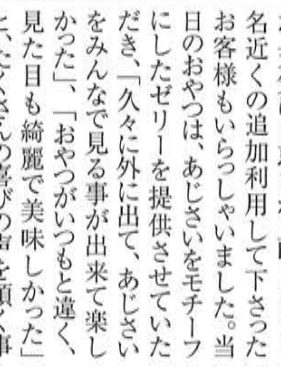 名近くの追加利用して下さった
お客様もいらっしゃいました。当
日のおやつは、あじさいをモチーフ
にしたゼリーを提供させていた
だき、「久々に外に出て、あじさい
をみんなで見る事が出来て楽し
かった」、「おやつがいつもと違く、
見た目も綺麗で美味しかった」